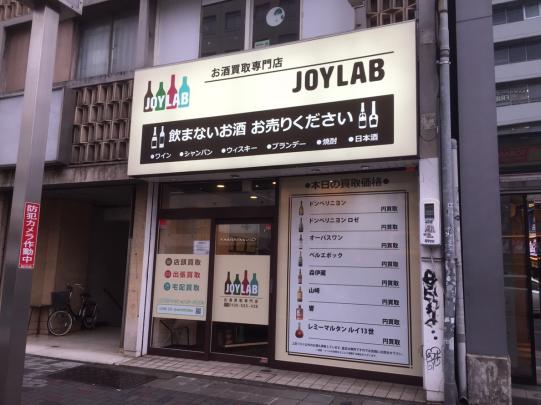 お酒買取専門店
JOYLAB
JOYLAB
飲まないお酒 お売りください
●ワイン ●シャンパン ●ウィスキー ●ブランデー ●焼酎 ●日本酒
●本日の買取価格●
ドンペリニヨン
円買取
ドンペリニヨン ロゼ
円買取
オーパスワン
円買取
ベルエポック
円買取
森伊蔵
円買取
山崎
円買取
響
円買取
レミーマルタン ルイ13世
円買取
店頭買取
出張買取
宅配買取
JOYLAB
お酒買取専門店
防犯カメラ作動中